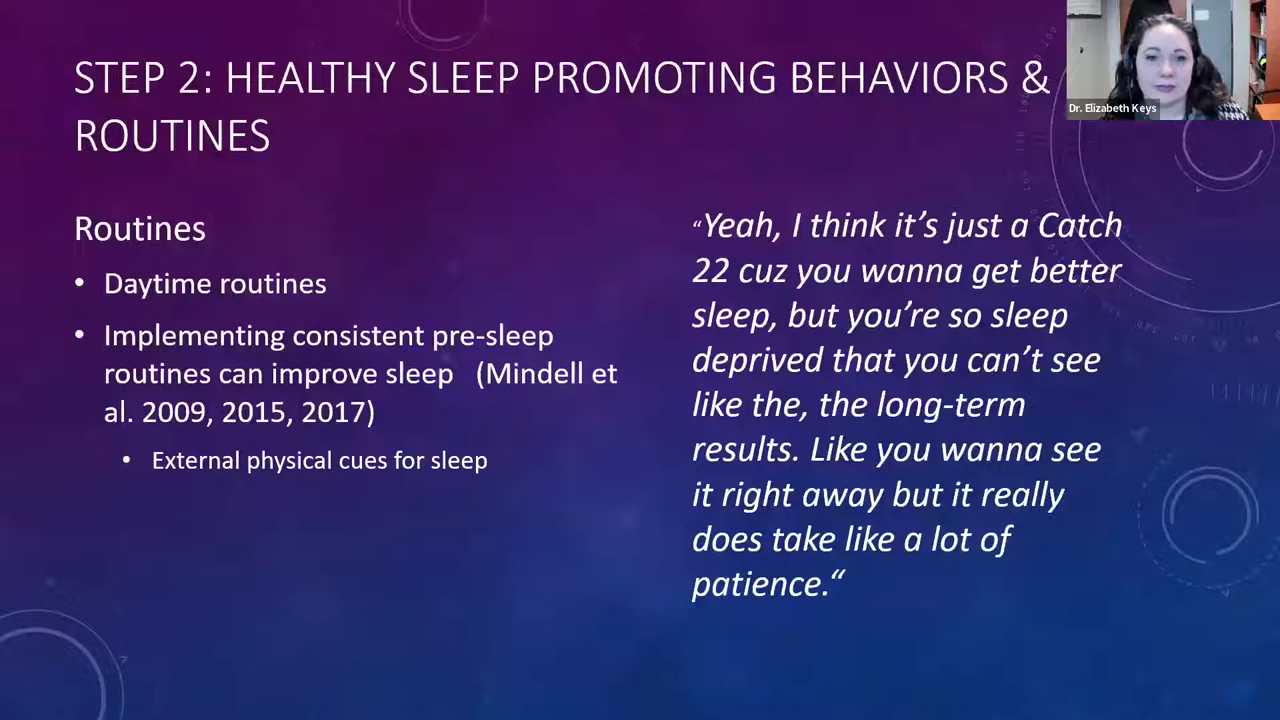 STEP 2: HEALTHY SLEEP PROMOTING BEHAVIORS &
ROUTINES
Dr. Elizabeth Keys
Routines
• Daytime routines
• Implementing consistent pre-sleep
routines can improve sleep (Mindell et
al. 2009, 2015, 2017)
• External physical cues for sleep
“Yeah, I think it’s just a Catch
22 cuz you wanna get better
sleep, but you’re so sleep
deprived that you can’t see
like the, the long-term
results. Like you wanna see
it right away but it really
does take like a lot of
patience.“